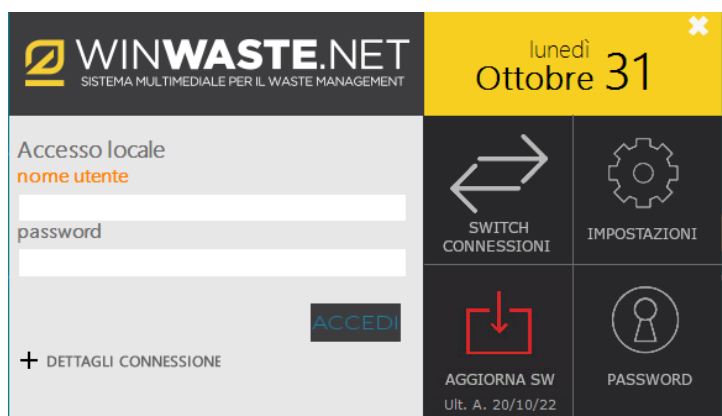 WINWASTE.NET
SISTEMA MULTIMEDIALE PER IL WASTE MANAGEMENT
lunedì
Ottobre 31
Accesso locale
nome utente
password
ACCEDI
+ DETTAGLI CONNESSIONE
SWITCH
CONNESSIONI
IMPOSTAZIONI
AGGIORNA SW
Ult. A. 20/10/22
PASSWORD